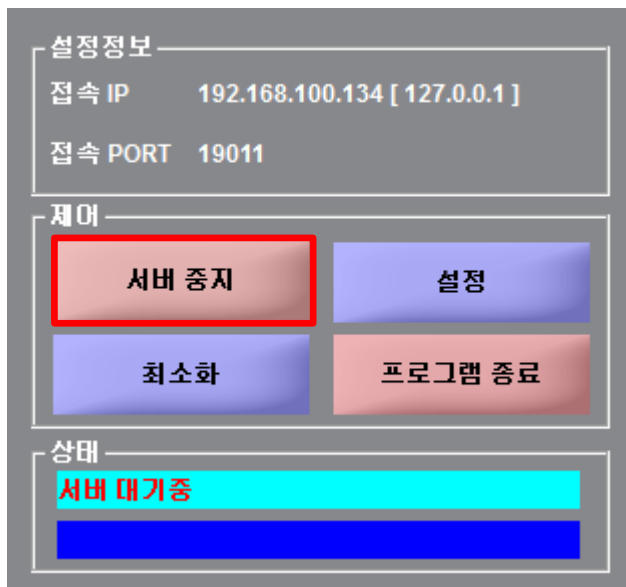 설정정보
접속 IP 192.168.100.134 [ 127.0.0.1 ]
접속 PORT 19011
제어
서버 중지 설정
최소화 프로그램 종료
상태
서버 대기중